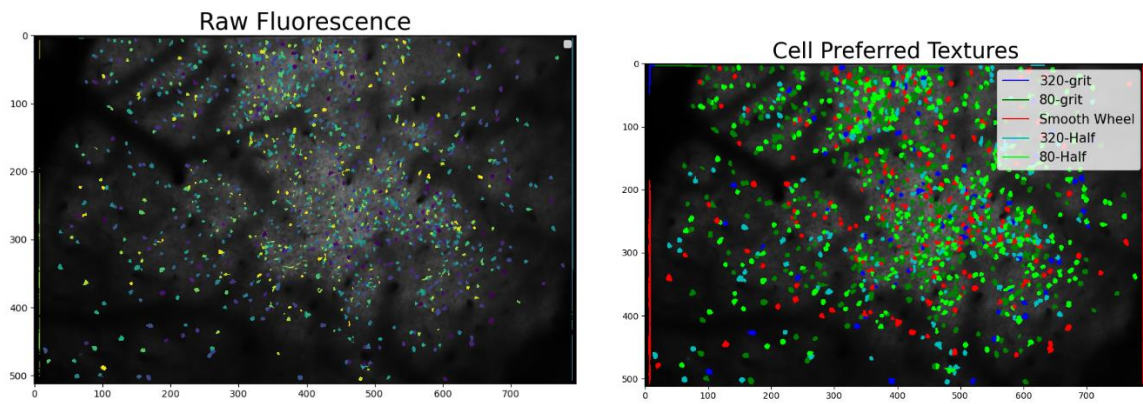 Raw Fluorescence
0
100
200
300
400
500
0 100 200 300 400 500 600 700
Cell Preferred Textures
320-grit
80-grit
Smooth Wheel
320-Half
80-Half
0
100
200
300
400
500
0 100 200 300 400 500 600 700